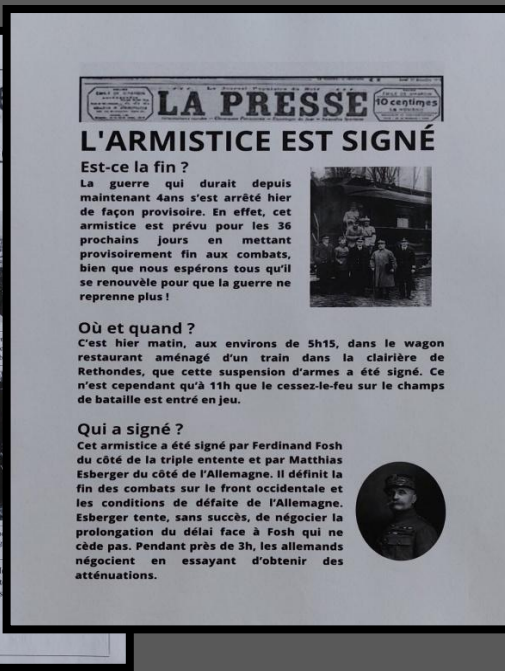 Le Journal Populaire du Soir
LA PRESSE
10 centimes
L'ARMISTICE EST SIGNÉ
Est-ce la fin ?
La guerre qui durait depuis
maintenant 4ans s'est arrêté hier
de façon provisoire. En effet, cet
armistice est prévu pour les 36
prochains jours en mettant
provisoirement fin aux combats,
bien que nous espérons tous qu'il
se renouvèle pour que la guerre ne
reprenne plus !
Où et quand ?
C'est hier matin, aux environs de 5h15, dans le wagon
restaurant aménagé d'un train dans la clairière de
Rethondes, que cette suspension d'armes a été signé. Ce
n'est cependant qu'à 11h que le cessez-le-feu sur le champs
de bataille est entré en jeu.
Qui a signé ?
Cet armistice a été signé par Ferdinand Fosh
du côté de la triple entente et par Matthias
Esberger du côté de l'Allemagne. Il définit la
fin des combats sur le front occidentale et
les conditions de défaite de l'Allemagne.
Esberger tente, sans succès, de négocier la
prolongation du délai face à Fosh qui ne
cède pas. Pendant près de 3h, les allemands
négocient en essayant d'obtenir des
atténuations.